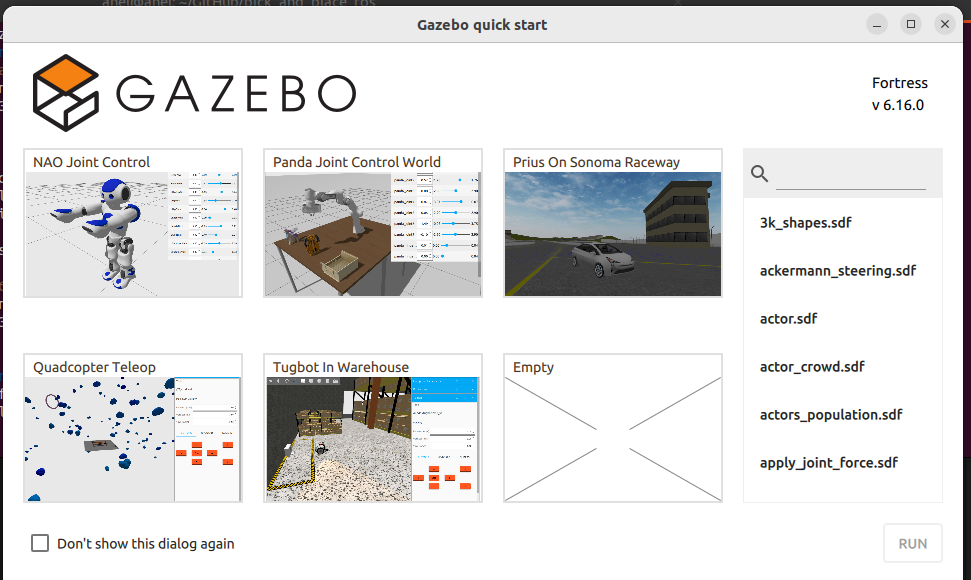 Gazebo quick start
GAZEBO
Fortress
v 6.16.0
NAO Joint Control
Panda Joint Control World
Prius On Sonoma Raceway
3k_shapes.sdf
ackermann_steering.sdf
actor.sdf
actor_crowd.sdf
actors_population.sdf
apply_joint_force.sdf
Quadcopter Teleop
Tugbot In Warehouse
Empty
Don't show this dialog again
RUN